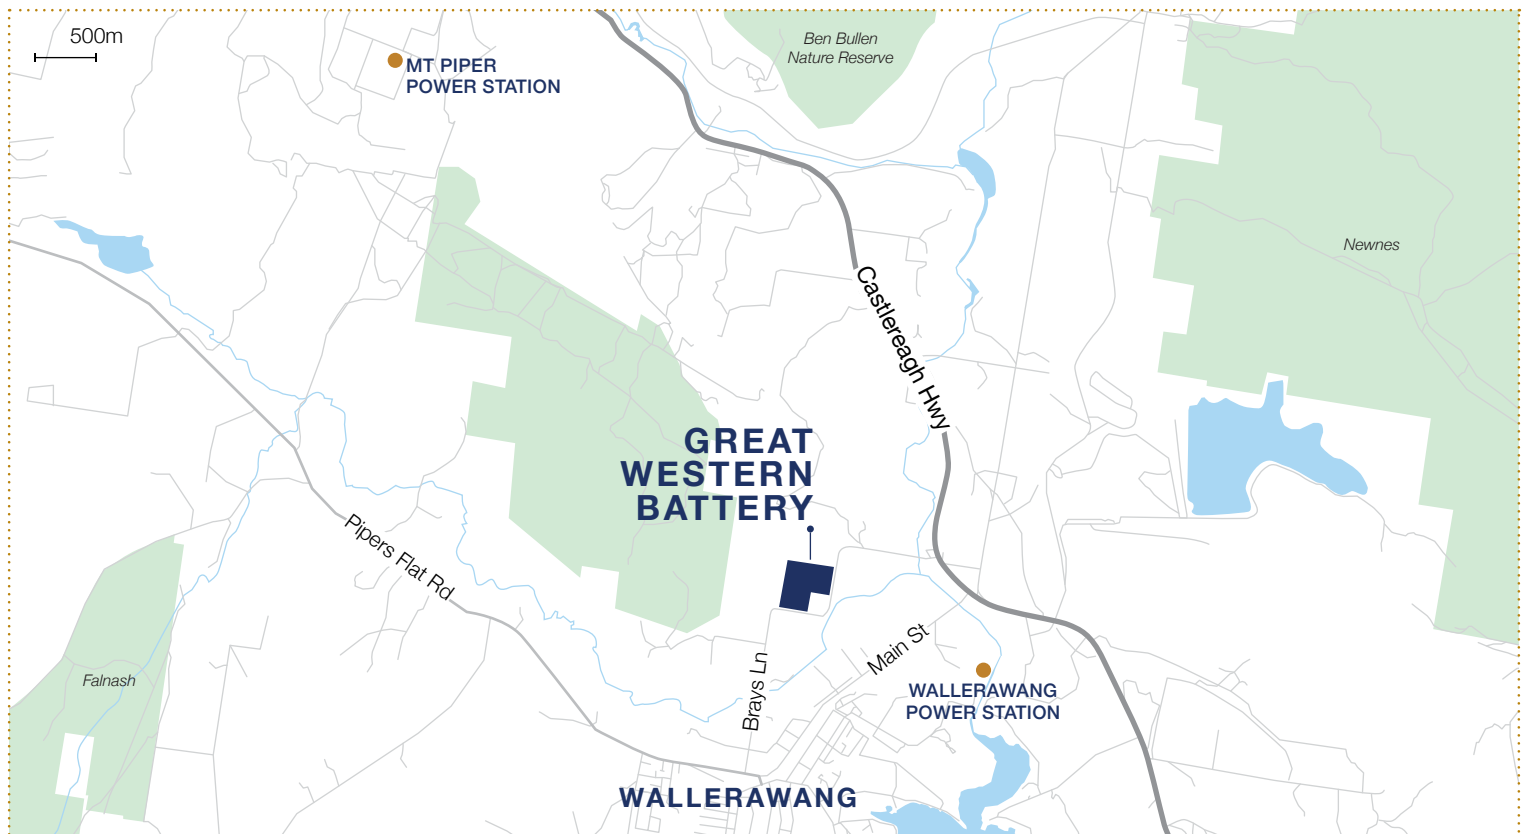 500m
MT PIPER
POWER STATION
Ben Bullen
Nature Reserve
Newnes
Castlereagh Hwy
GREAT
WESTERN
BATTERY
Pipers Flat Rd
Main St
Brays Ln
Falnash
WALLERAWANG
POWER STATION
WALLERAWANG